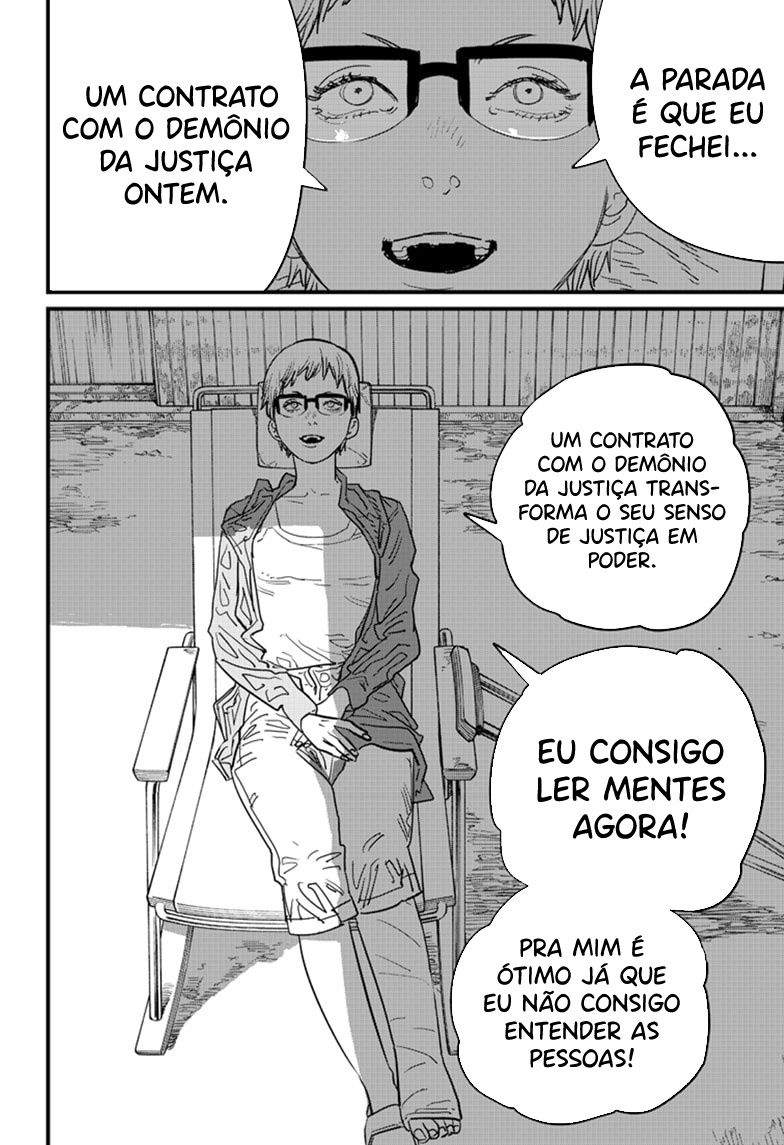 A PARADA
É QUE EU
FECHEI...
UM CONTRATO
COM O DEMÔNIO
DA JUSTIÇA
ONTEM.
UM CONTRATO
COM O DEMÔNIO
DA JUSTIÇA TRANS-
FORMA O SEU SENSO
DE JUSTIÇA EM
PODER.
EU CONSIGO
LER MENTES
AGORA!
PRA MIM É
ÓTIMO JÁ QUE
EU NÃO CONSIGO
ENTENDER AS
PESSOAS!